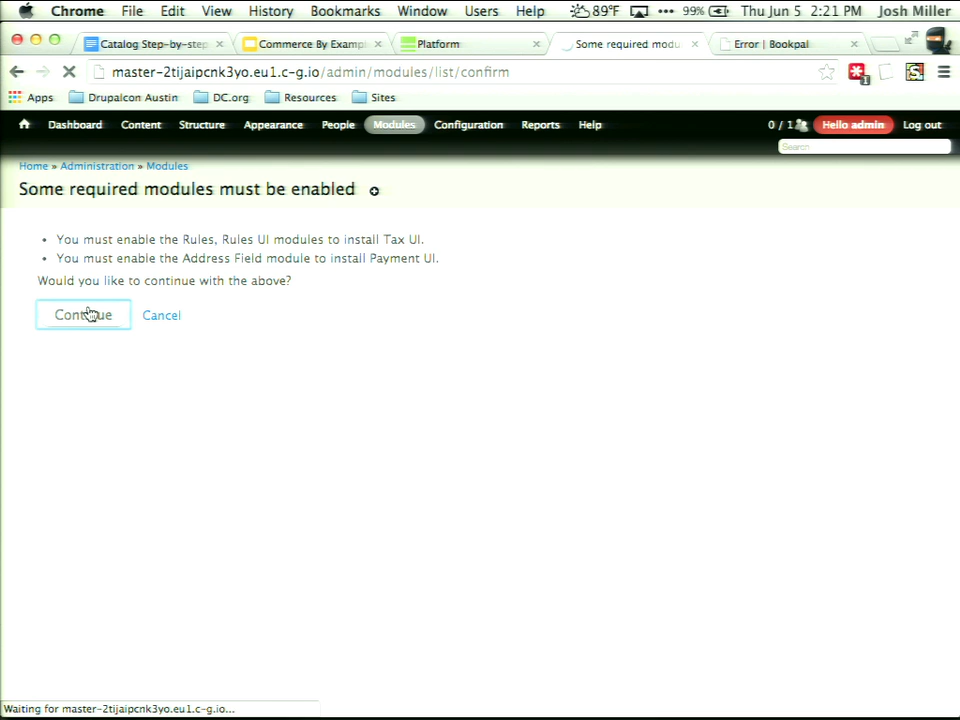 Chrome File Edit View History Bookmarks Window Users Help 89°F 99% Thu Jun 5 2:21 PM Josh Miller
Catalog Step-by-step Commerce By Exampl Platform Some required modu Error | Bookpal
master-2tijaipcnk3yo.eu1.c-g.io/admin/modules/list/confirm
Apps Drupalcon Austin DC.org Resources Sites
Dashboard Content Structure Appearance People Modules Configuration Reports Help 0 / 1 Hello admin Log out
Search
Home » Administration » Modules
Some required modules must be enabled
• You must enable the Rules, Rules UI modules to install Tax UI.
• You must enable the Address Field module to install Payment UI.
Would you like to continue with the above?
Continue Cancel
Waiting for master-2tijaipcnk3yo.eu1.c-g.io...